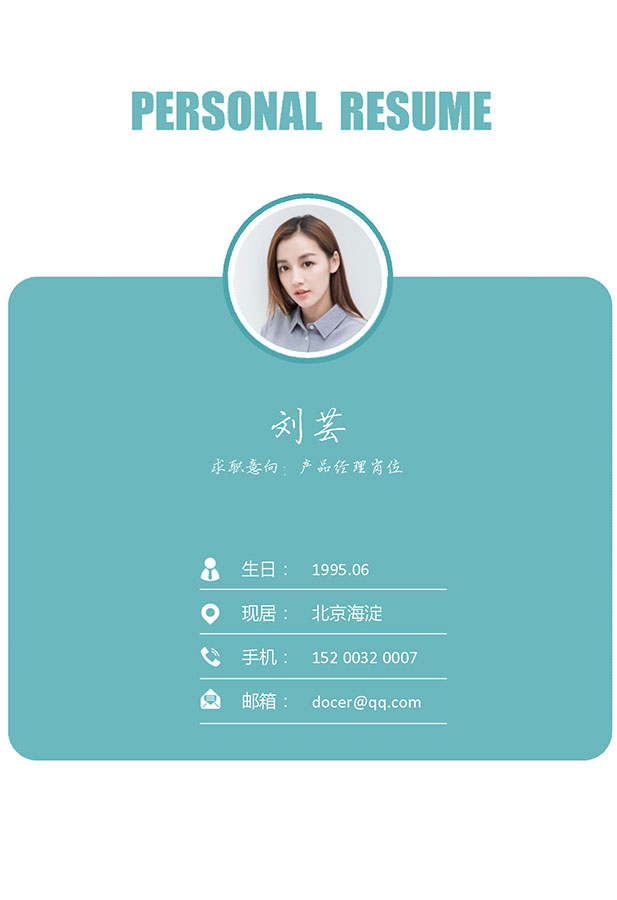 PERSONAL RESUME
刘芸
求职意向：产品经理岗位
生日： 1995.06
现居： 北京海淀
手机： 152 0032 0007
邮箱： docer@qq.com